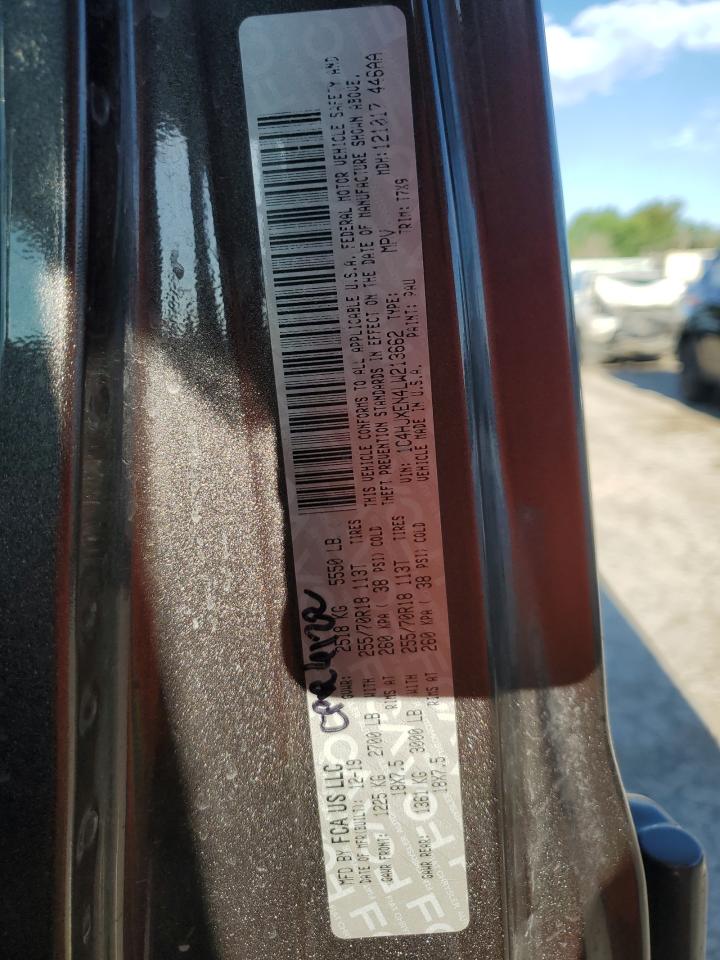 MFD BY FCA US LLC
DATE OF MFR(BUILT): 12-19 GVWR: 2518 KG 5550 LB
GAWR FRONT: 1225 KG 2700 LB WITH 255/70R18 113T TIRES
18X7.5 RIMS AT 260 KPA ( 38 PSI) COLD
GAWR REAR: 1361 KG 3000 LB WITH 255/70R18 113T TIRES
18X7.5 RIMS AT 260 KPA ( 38 PSI) COLD
THIS VEHICLE CONFORMS TO ALL APPLICABLE U.S.A. FEDERAL MOTOR VEHICLE SAFETY AND
THEFT PREVENTION STANDARDS IN EFFECT ON THE DATE OF MANUFACTURE SHOWN ABOVE.
VIN: 1C4HJXEN4LW213662 TYPE: MPV MDH:121017 446AA
VEHICLE MADE IN U.S.A. PAINT: PAU TRIM: T7X9